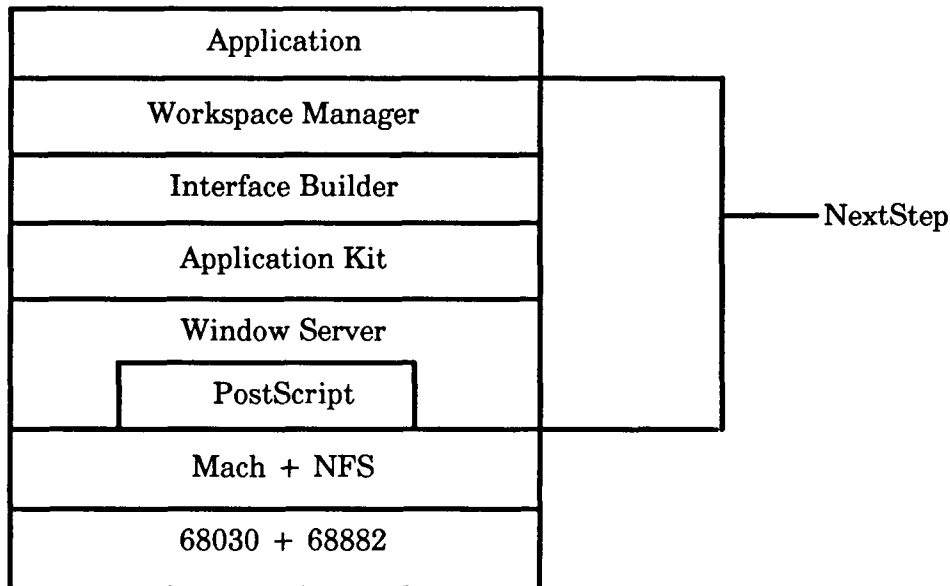 Application
Workspace Manager
Interface Builder
NextStep
Application Kit
Window Server
PostScript
Mach + NFS
68030 + 68882